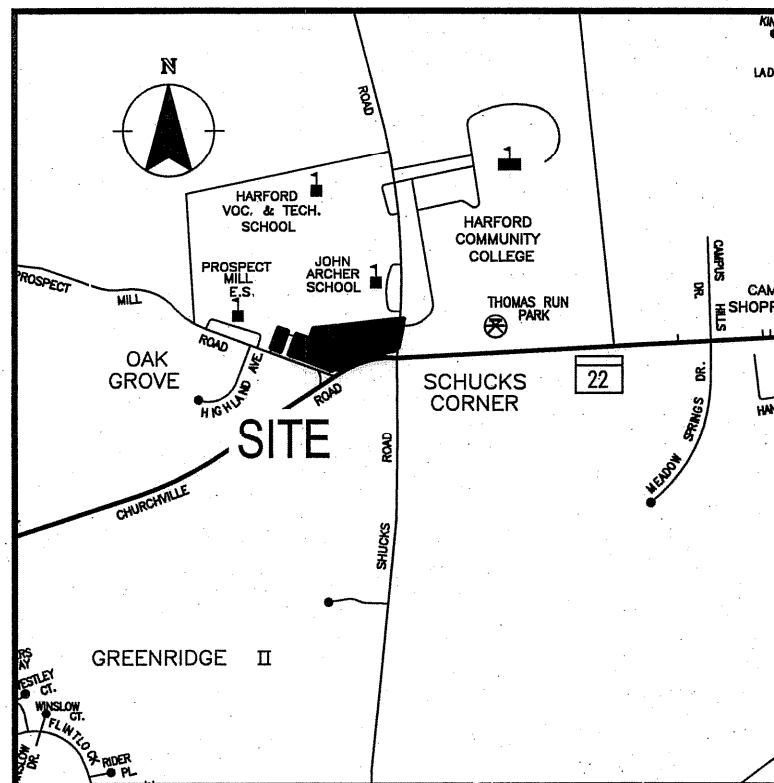 N
ROAD
HARFORD
VOC. & TECH.
SCHOOL
HARFORD
COMMUNITY
COLLEGE
PROSPECT
MILL
E.S.
JOHN
ARCHER
SCHOOL
THOMAS RUN
PARK
PROSPECT
MILL
ROAD
OAK
GROVE
HIGHLAND AVE.
ROAD
SCHUCKS
CORNER
22
CAMPUS HILLS
DR.
MEADOW SPRINGS DR.
SITE
CHURCHVILLE
ROAD
SHUCKS
GREENRIDGE II
WINSLOW
CT.
CT.
FLINTLOCK
DR.
RIDER
PL.